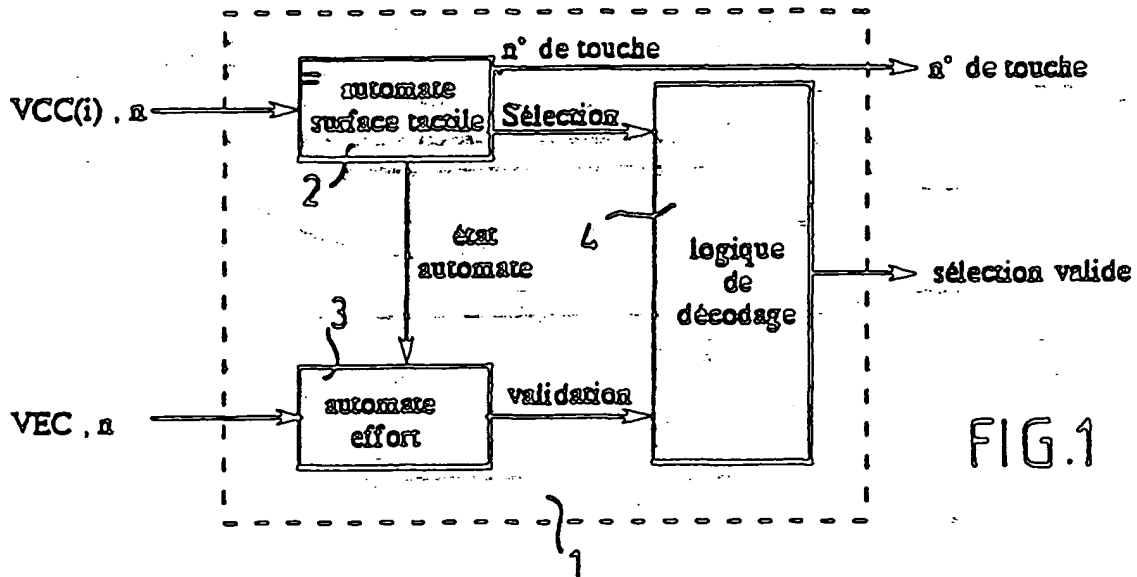 n° de touche
n° de touche
VCC(i) , n
automate
surface tactile
Sélection
2
état
automate
4
logique
de
décodage
sélection valide
3
VEC , n
automate
effort
validation
FIG.1
1